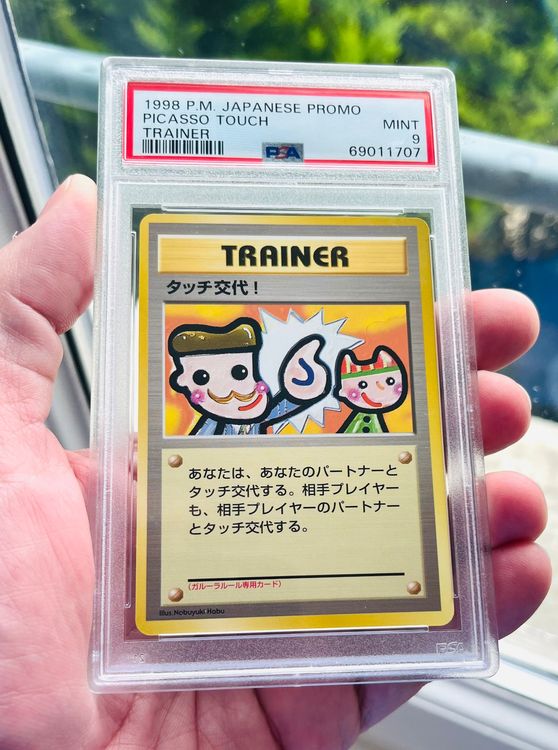 1998 P.M. JAPANESE PROMO
PICASSO TOUCH MINT
TRAINER 9
PSA 69011707
TRAINER
タッチ交代!
あなたは、あなたのパートナーと
タッチ交代する。相手プレイヤー
も、相手プレイヤーのパートナー
とタッチ交代する。
(ガルーラルール専用カード)
Illus.Nobuyuki Habu
PSA